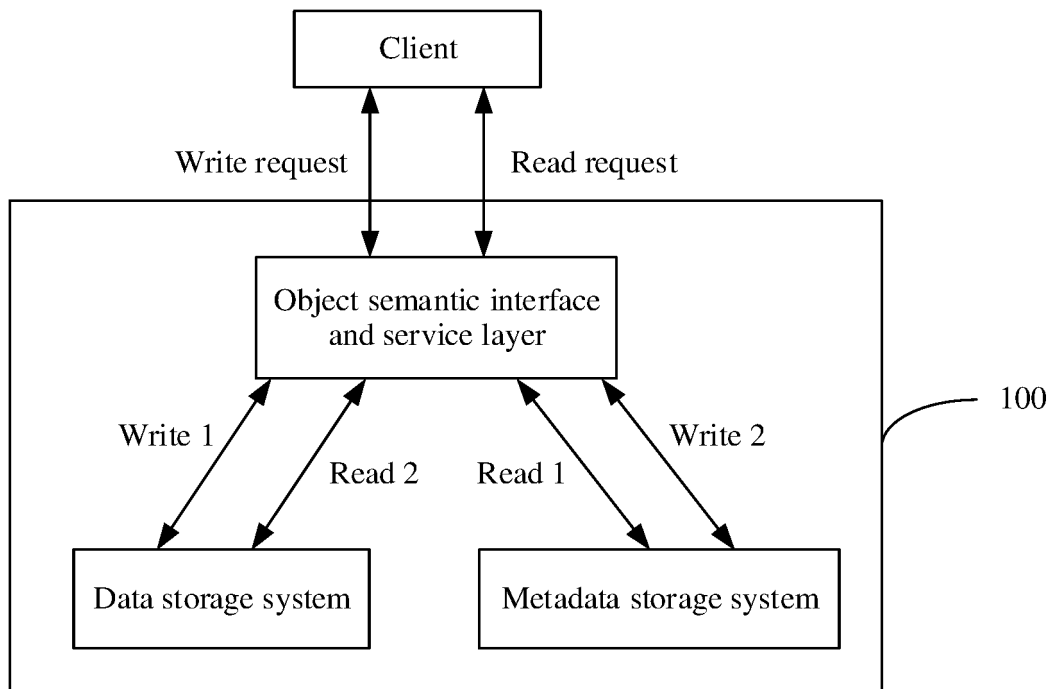 Client
Write request
Read request
Object semantic interface
and service layer
100
Write 1
Write 2
Read 2
Read 1
Data storage system
Metadata storage system